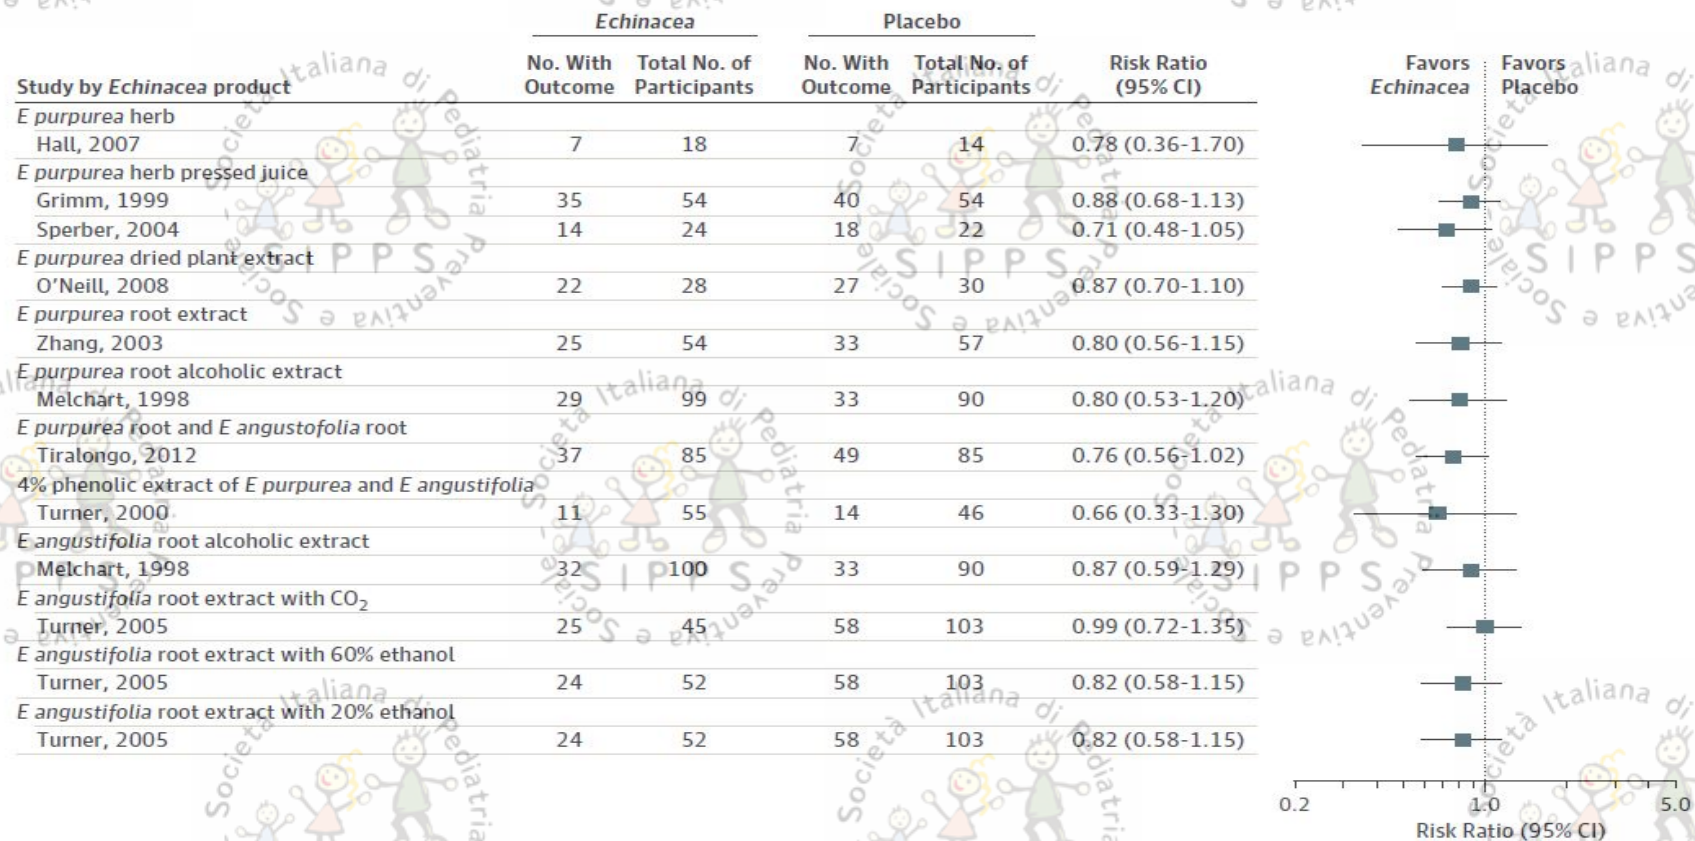 Echinacea Placebo
No. With Total No. of No. With Total No. of Risk Ratio Favors Favors
Study by Echinacea product Outcome Participants Outcome Participants (95% CI) Echinacea Placebo
E purpurea herb
Hall, 2007 7 18 7 14 0.78 (0.36-1.70)
E purpurea herb pressed juice
Grimm, 1999 35 54 40 54 0.88 (0.68-1.13)
Sperber, 2004 14 24 18 22 0.71 (0.48-1.05)
E purpurea dried plant extract
O'Neill, 2008 22 28 27 30 0.87 (0.70-1.10)
E purpurea root extract
Zhang, 2003 25 54 33 57 0.80 (0.56-1.15)
E purpurea root alcoholic extract
Melchart, 1998 29 99 33 90 0.80 (0.53-1.20)
E purpurea root and E angustofolia root
Tiralongo, 2012 37 85 49 85 0.76 (0.56-1.02)
4% phenolic extract of E purpurea and E angustifolia
Turner, 2000 11 55 14 46 0.66 (0.33-1.30)
E angustifolia root alcoholic extract
Melchart, 1998 32 100 33 90 0.87 (0.59-1.29)
E angustifolia root extract with CO2
Turner, 2005 25 45 58 103 0.99 (0.72-1.35)
E angustifolia root extract with 60% ethanol
Turner, 2005 24 52 58 103 0.82 (0.58-1.15)
E angustifolia root extract with 20% ethanol
Turner, 2005 24 52 58 103 0.82 (0.58-1.15)
0.2 1.0 5.0
Risk Ratio (95% CI)
Società Italiana di Pediatria Preventiva e Sociale
SIPPS